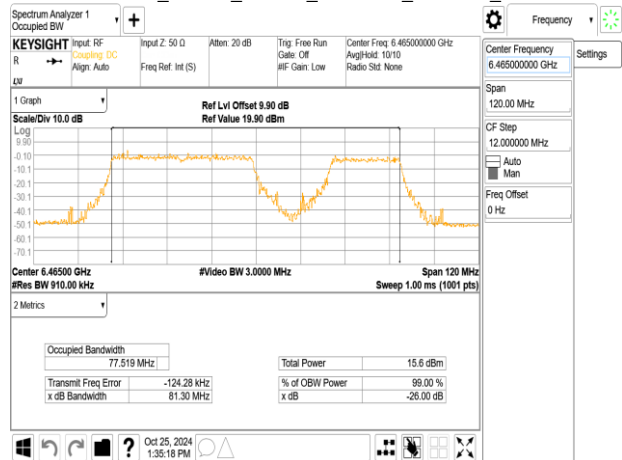 Spectrum Analyzer 1
Occupied BW
Frequency
KEYSIGHT
Input: RF
Coupling: DC
Align: Auto
Input Z: 50 Ω
Freq Ref: Int (S)
Atten: 20 dB
Trig: Free Run
Gate: Off
#IF Gain: Low
Center Freq: 6.465000000 GHz
Avg|Hold: 10/10
Radio Std: None
R
LXI
Center Frequency
6.465000000 GHz
Settings
Span
120.00 MHz
CF Step
12.000000 MHz
Auto
Man
Freq Offset
0 Hz
1 Graph
Scale/Div 10.0 dB
Ref Lvl Offset 9.90 dB
Ref Value 19.90 dBm
Log
9.90
-0.10
-10.1
-20.1
-30.1
-40.1
-50.1
-60.1
-70.1
Center 6.46500 GHz
#Video BW 3.0000 MHz
Span 120 MHz
#Res BW 910.00 kHz
Sweep 1.00 ms (1001 pts)
2 Metrics
Occupied Bandwidth
77.519 MHz
Total Power 15.6 dBm
Transmit Freq Error -124.28 kHz
% of OBW Power 99.00 %
x dB Bandwidth 81.30 MHz
x dB -26.00 dB
?
Oct 25, 2024
1:35:18 PM